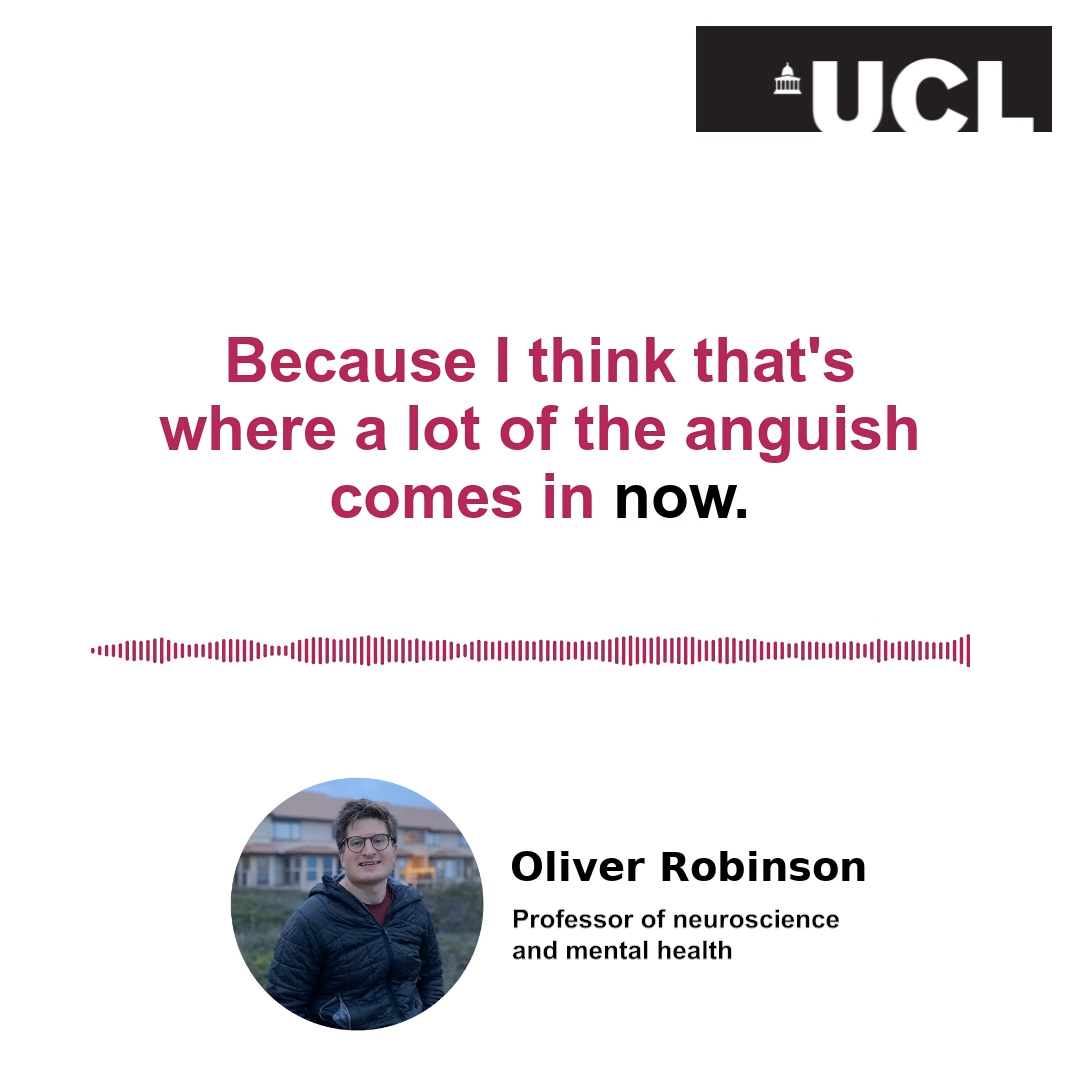 UCL
Because I think that's
where a lot of the anguish
comes in now.
Oliver Robinson
Professor of neuroscience
and mental health